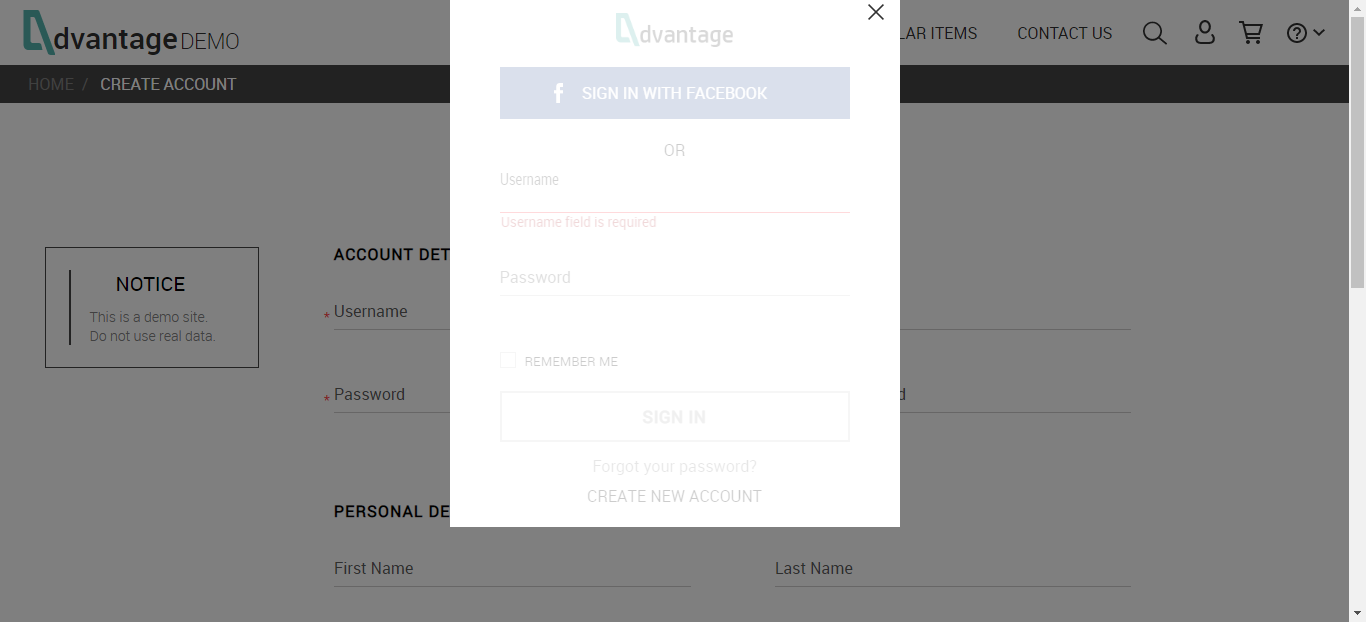 dvantage DEMO
dvantage
LAR ITEMS
CONTACT US
HOME / CREATE ACCOUNT
SIGN IN WITH FACEBOOK
OR
Username
Username field is required
Password
REMEMBER ME
SIGN IN
Forgot your password?
CREATE NEW ACCOUNT
NOTICE
This is a demo site.
Do not use real data.
ACCOUNT DET
* Username
* Password
d
PERSONAL DE
First Name
Last Name